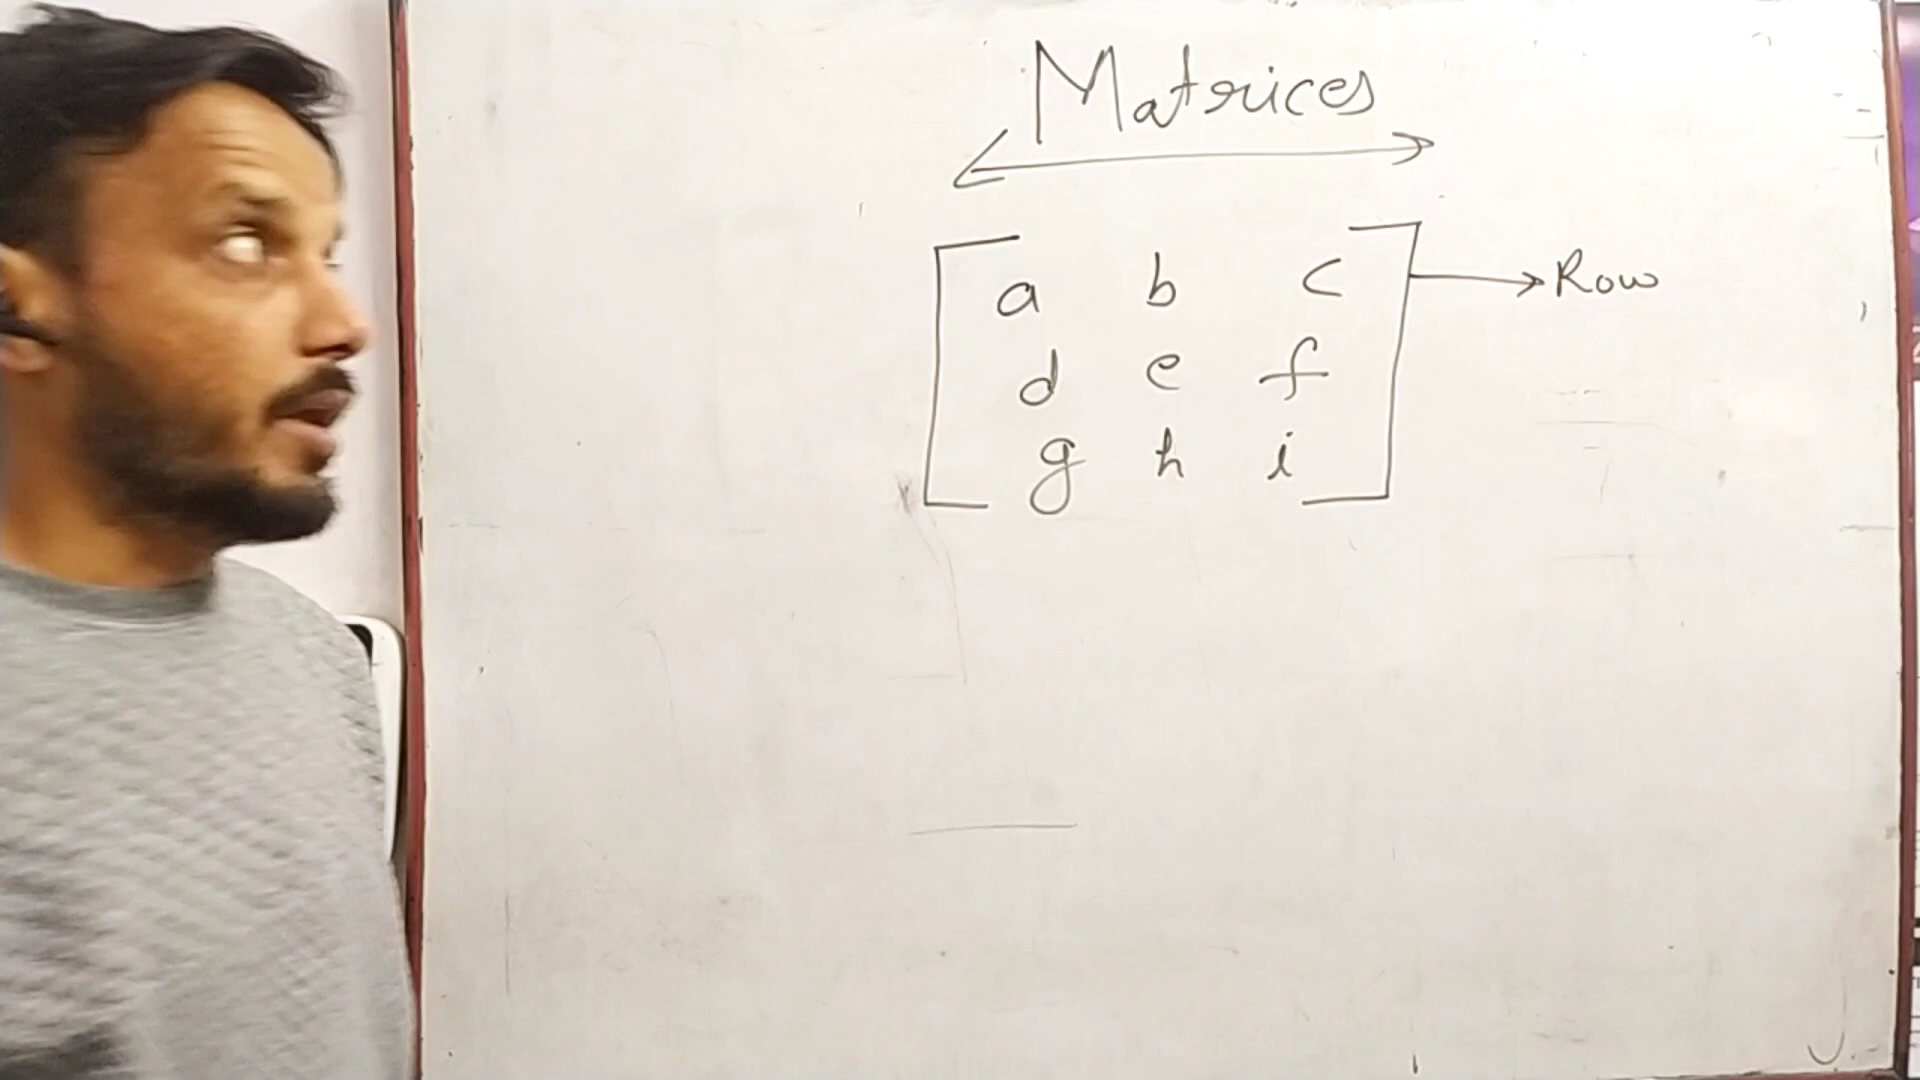 Matrices
a b c → Row
d e f
g h i